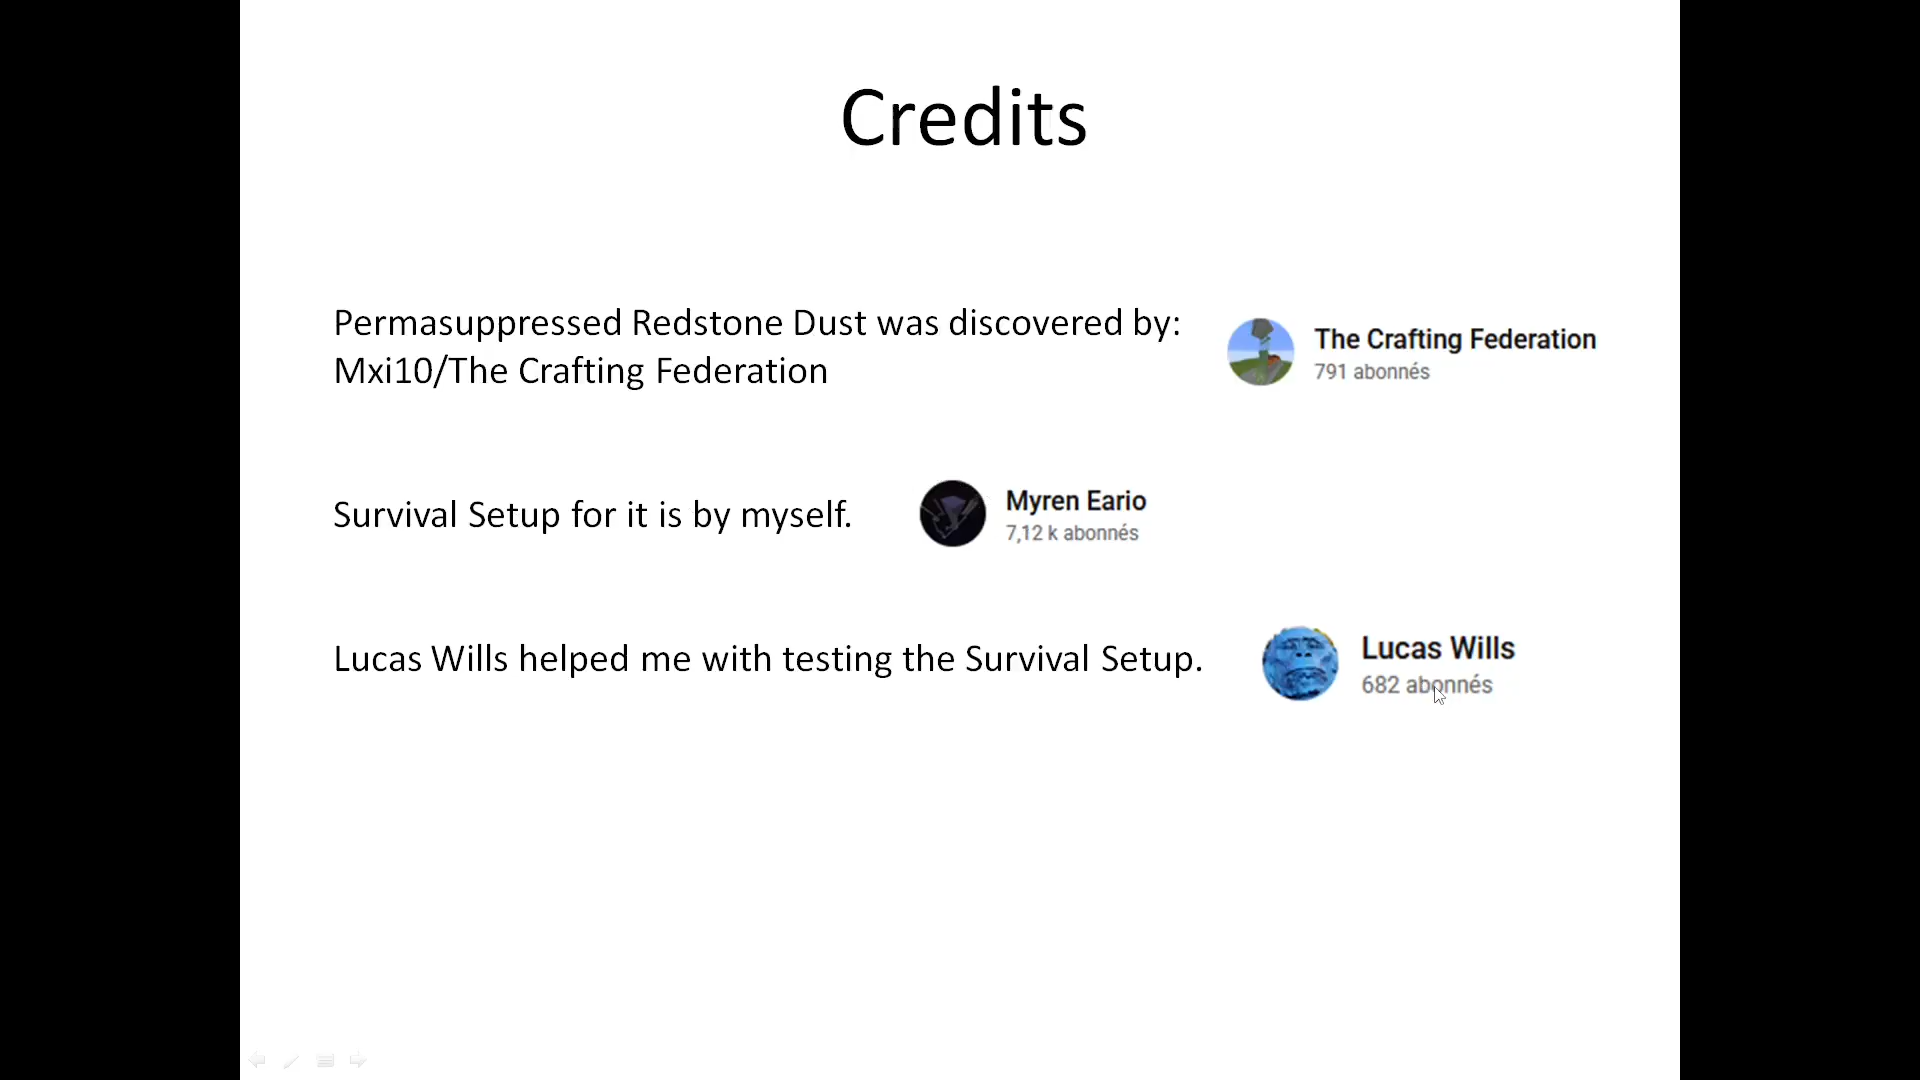 Credits
Permasuppressed Redstone Dust was discovered by:
Mxi10/The Crafting Federation
The Crafting Federation
791 abonnés
Survival Setup for it is by myself.
Myren Eario
7,12 k abonnés
Lucas Wills helped me with testing the Survival Setup.
Lucas Wills
682 abonnés